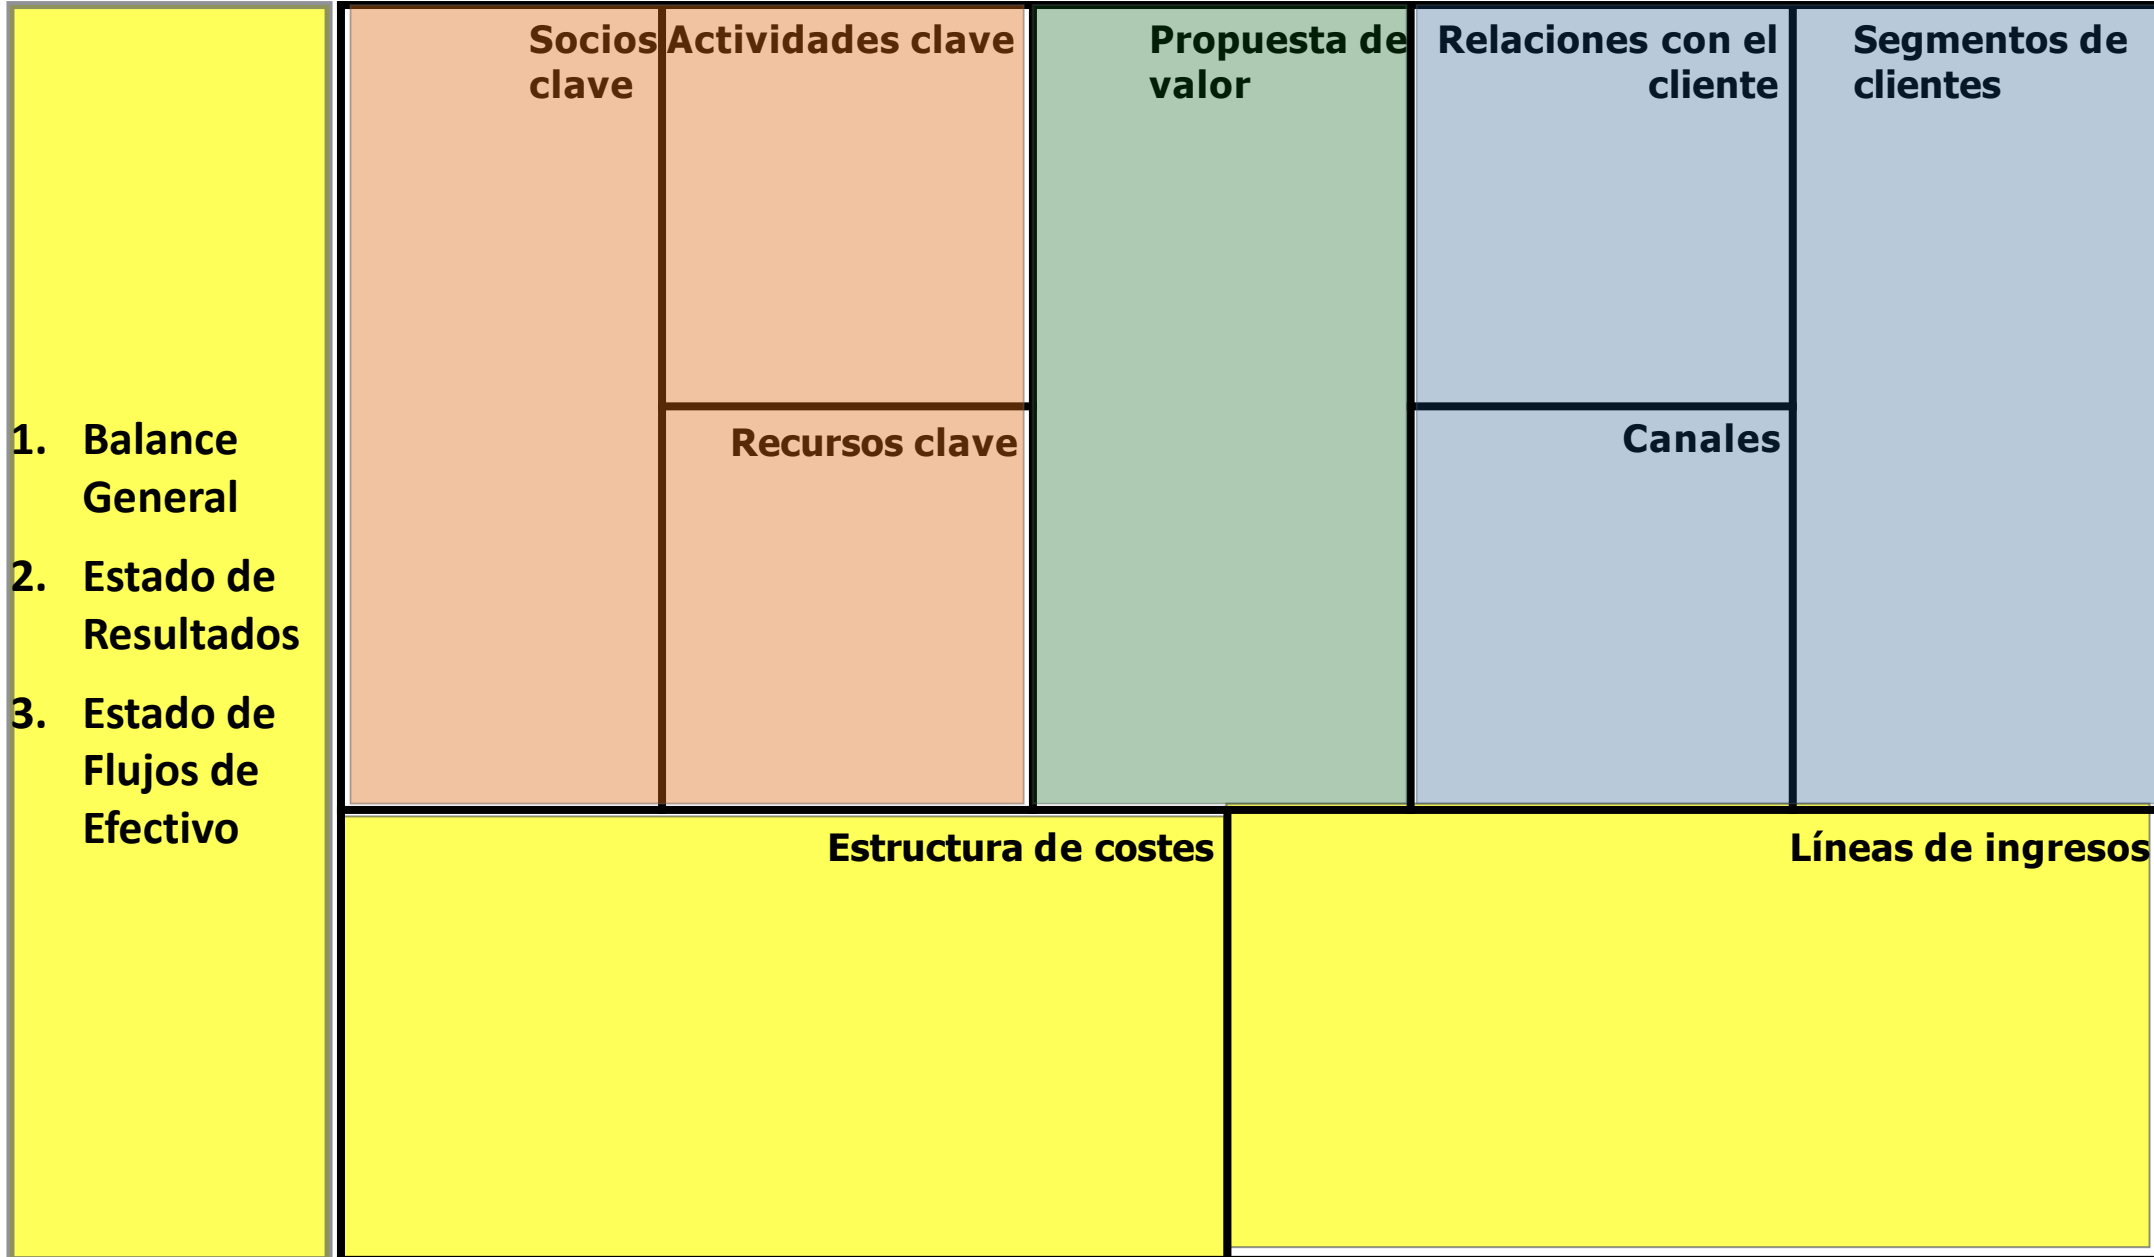 Socios
clave
Actividades clave
Propuesta de
valor
Relaciones con el
cliente
Segmentos de
clientes
Recursos clave
Canales
1. Balance
General
2. Estado de
Resultados
3. Estado de
Flujos de
Efectivo
Estructura de costes
Líneas de ingresos